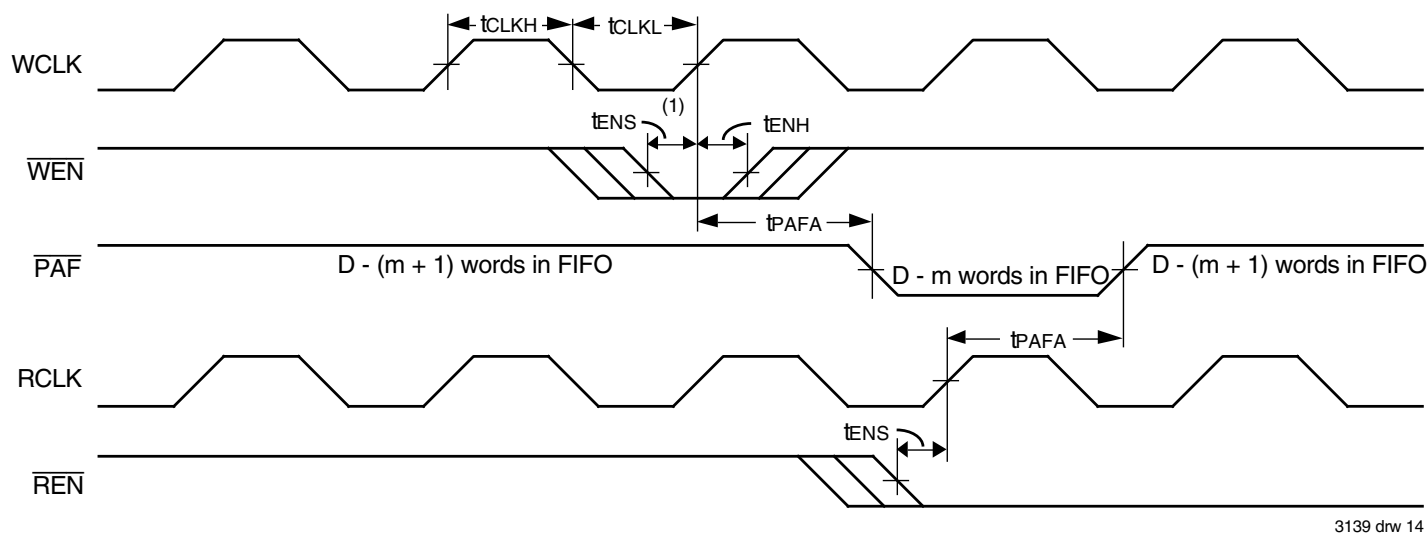 tCLKH
tCLKL
WCLK
(1)
tENS
tENH
WEN
tPAFA
PAF
D - (m + 1) words in FIFO
D - m words in FIFO
D - (m + 1) words in FIFO
tPAFA
RCLK
tENS
REN
3139 drw 14